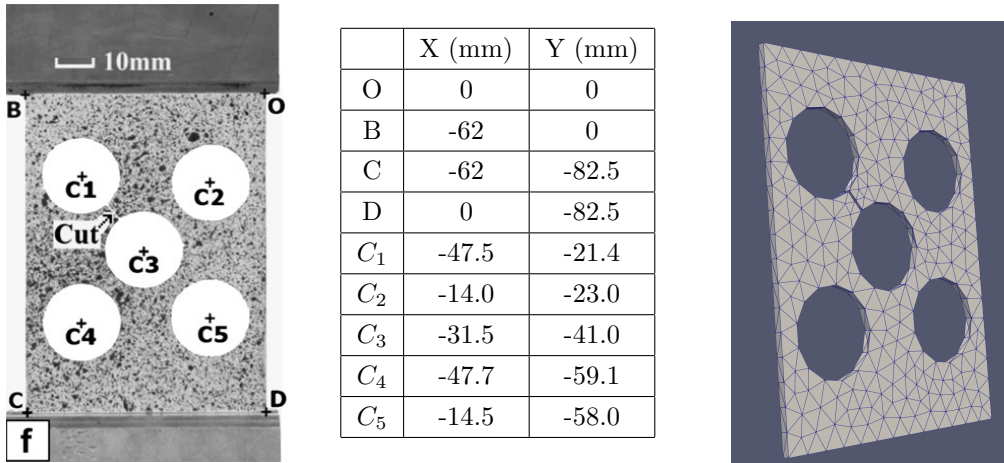 10mm
B
O
C1
C2
Cut
C3
C4
C5
C
D
f
X (mm) Y (mm)
O 0 0
B -62 0
C -62 -82.5
D 0 -82.5
C₁ -47.5 -21.4
C₂ -14.0 -23.0
C₃ -31.5 -41.0
C₄ -47.7 -59.1
C₅ -14.5 -58.0